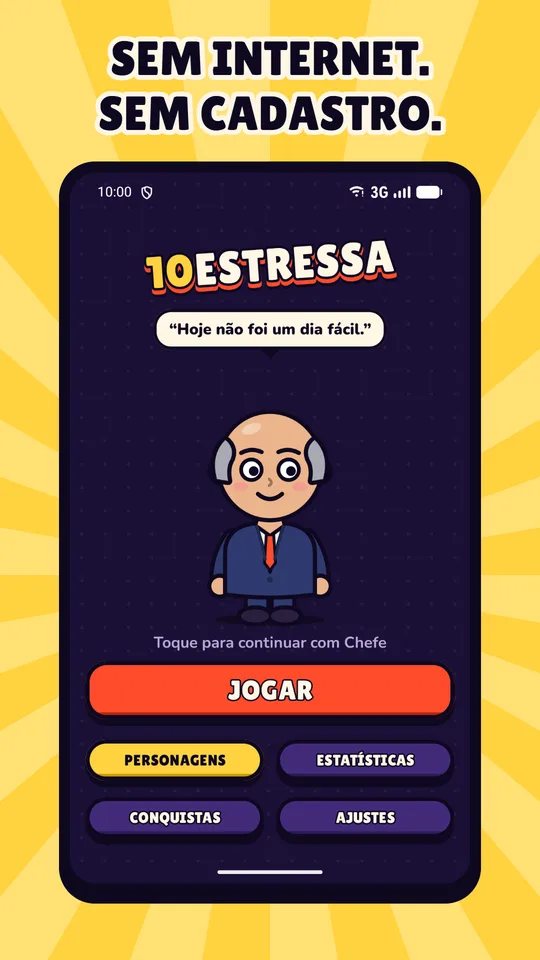 SEM INTERNET.
SEM CADASTRO.
10:00 3G
10ESTRESSA
“Hoje não foi um dia fácil.”
Toque para continuar com Chefe
JOGAR
PERSONAGENS ESTATÍSTICAS
CONQUISTAS AJUSTES